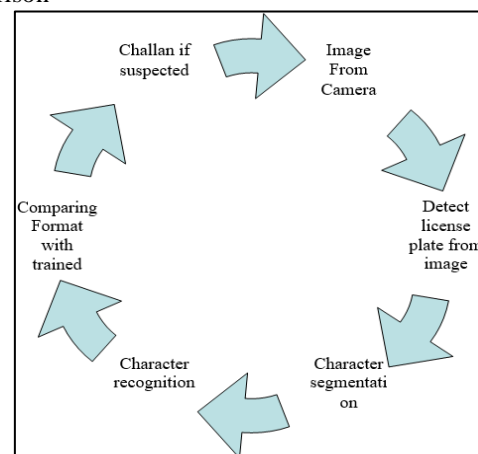 Challan if
suspected
Image
From
Camera
Detect
license
plate from
image
Character
segmentati
on
Character
recognition
Comparing
Format
with
trained